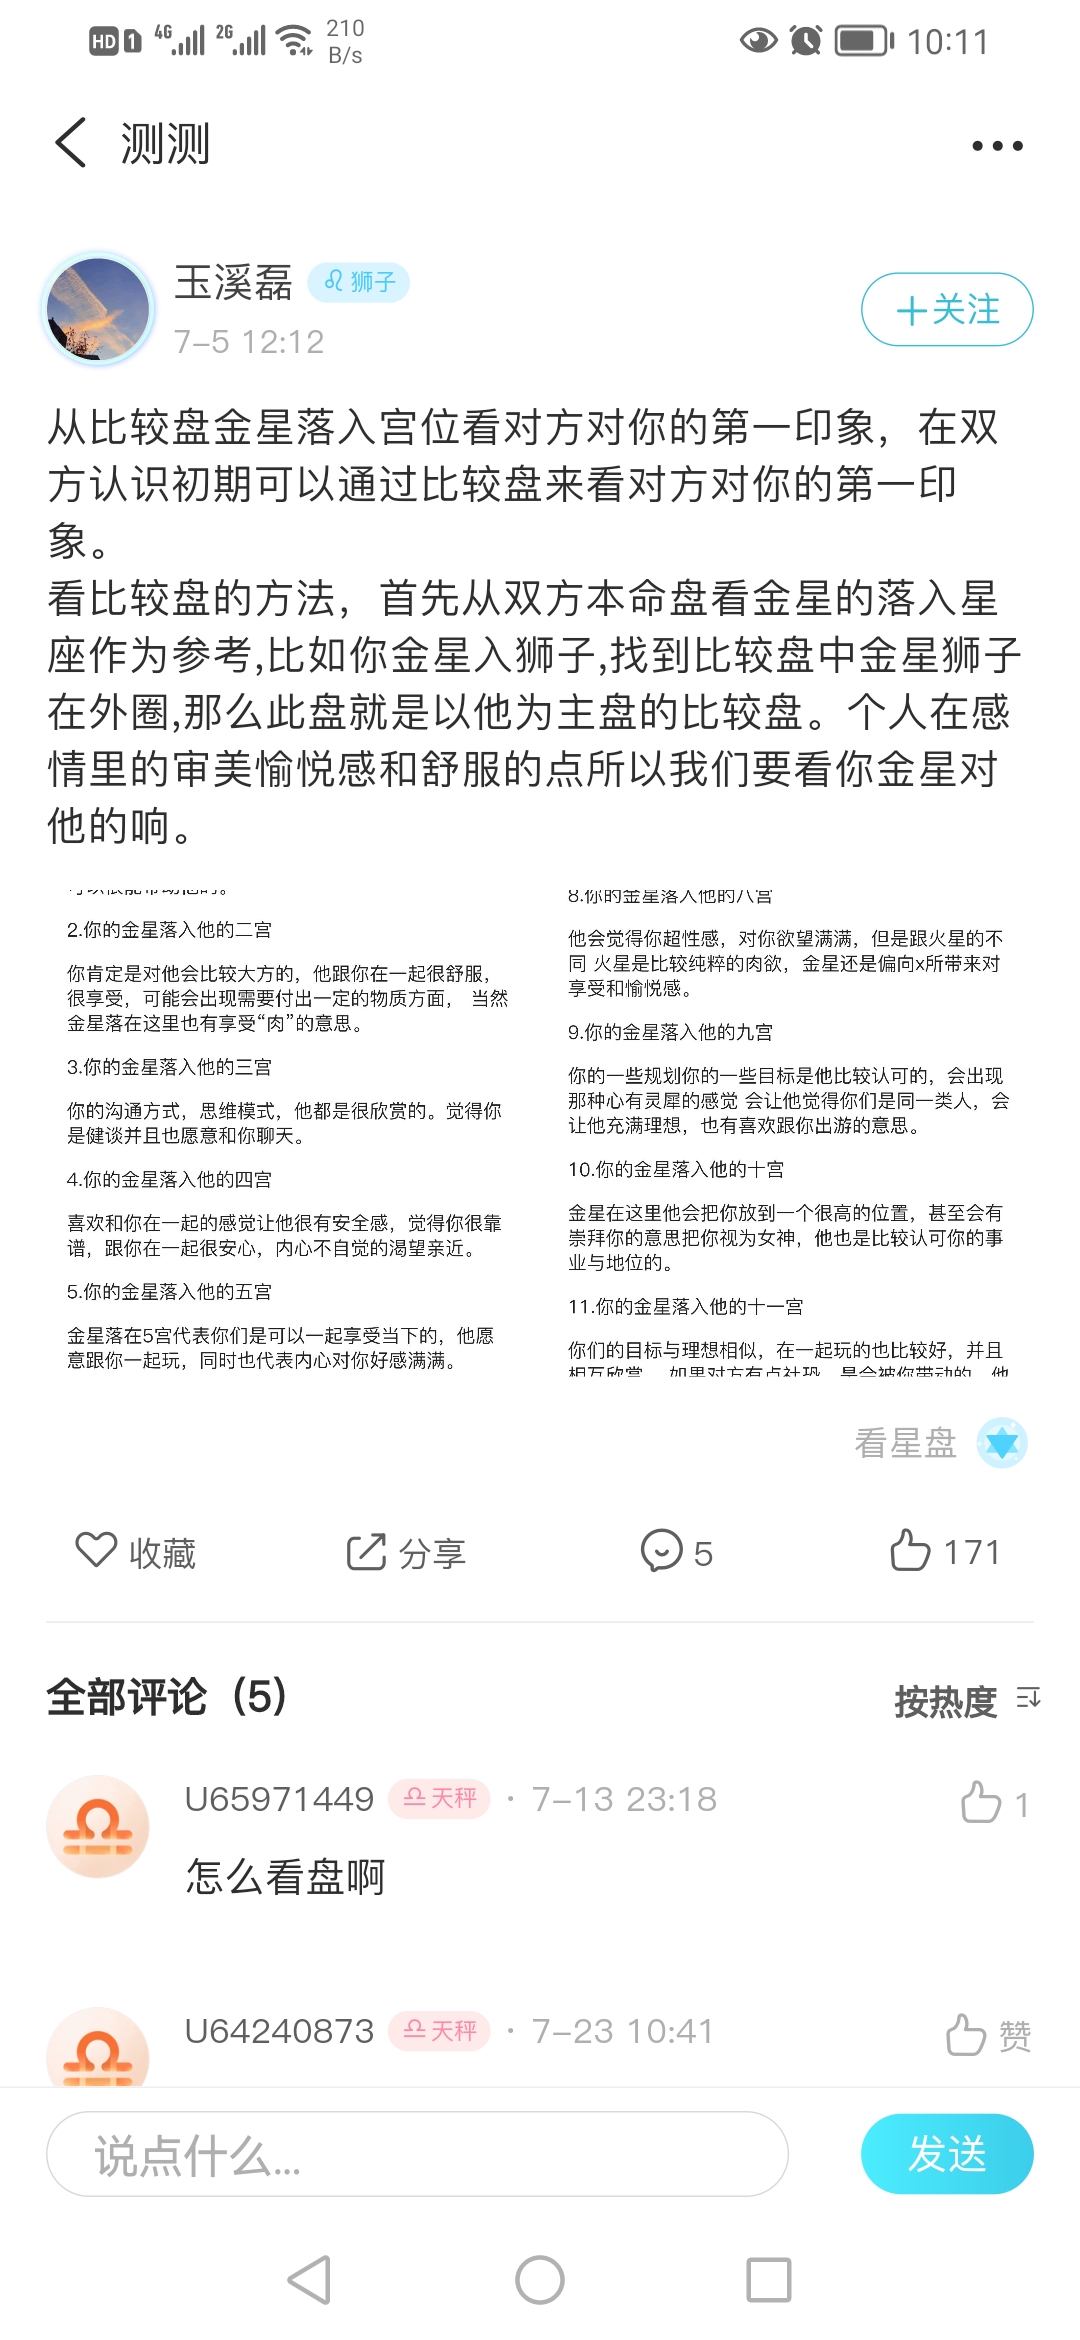 HD 1 4G 2G 210 B/s 10:11
测测
玉溪磊 狮子
7-5 12:12
+关注
从比较盘金星落入宫位看对方对你的第一印象，在双
方认识初期可以通过比较盘来看对方对你的第一印
象。
看比较盘的方法，首先从双方本命盘看金星的落入星
座作为参考,比如你金星入狮子,找到比较盘中金星狮子
在外圈,那么此盘就是以他为主盘的比较盘。个人在感
情里的审美愉悦感和舒服的点所以我们要看你金星对
他的响。
2.你的金星落入他的二宫
你肯定是对他会比较大方的，他跟你在一起很舒服，
很享受，可能会出现需要付出一定的物质方面， 当然
金星落在这里也有享受“肉”的意思。
3.你的金星落入他的三宫
你的沟通方式，思维模式，他都是很欣赏的。觉得你
是健谈并且也愿意和你聊天。
4.你的金星落入他的四宫
喜欢和你在一起的感觉让他很有安全感，觉得你很靠
谱，跟你在一起很安心，内心不自觉的渴望亲近。
5.你的金星落入他的五宫
金星落在5宫代表你们是可以一起享受当下的，他愿
意跟你一起玩，同时也代表内心对你好感满满。
8.你的金星落入他的八宫
他会觉得你超性感，对你欲望满满，但是跟火星的不
同 火星是比较纯粹的肉欲，金星还是偏向x所带来对
享受和愉悦感。
9.你的金星落入他的九宫
你的一些规划你的一些目标是他比较认可的，会出现
那种心有灵犀的感觉 会让他觉得你们是同一类人，会
让他充满理想，也有喜欢跟你出游的意思。
10.你的金星落入他的十宫
金星在这里他会把你放到一个很高的位置，甚至会有
崇拜你的意思把你视为女神，他也是比较认可你的事
业与地位的。
11.你的金星落入他的十一宫
你们的目标与理想相似，在一起玩的也比较好，并且
相互欣赏 如果对方有点社恐 是会被你带动的 他
看星盘
收藏 分享 5 171
全部评论（5） 按热度
U65971449 天秤 · 7-13 23:18 1
怎么看盘啊
U64240873 天秤 · 7-23 10:41 赞
说点什么... 发送